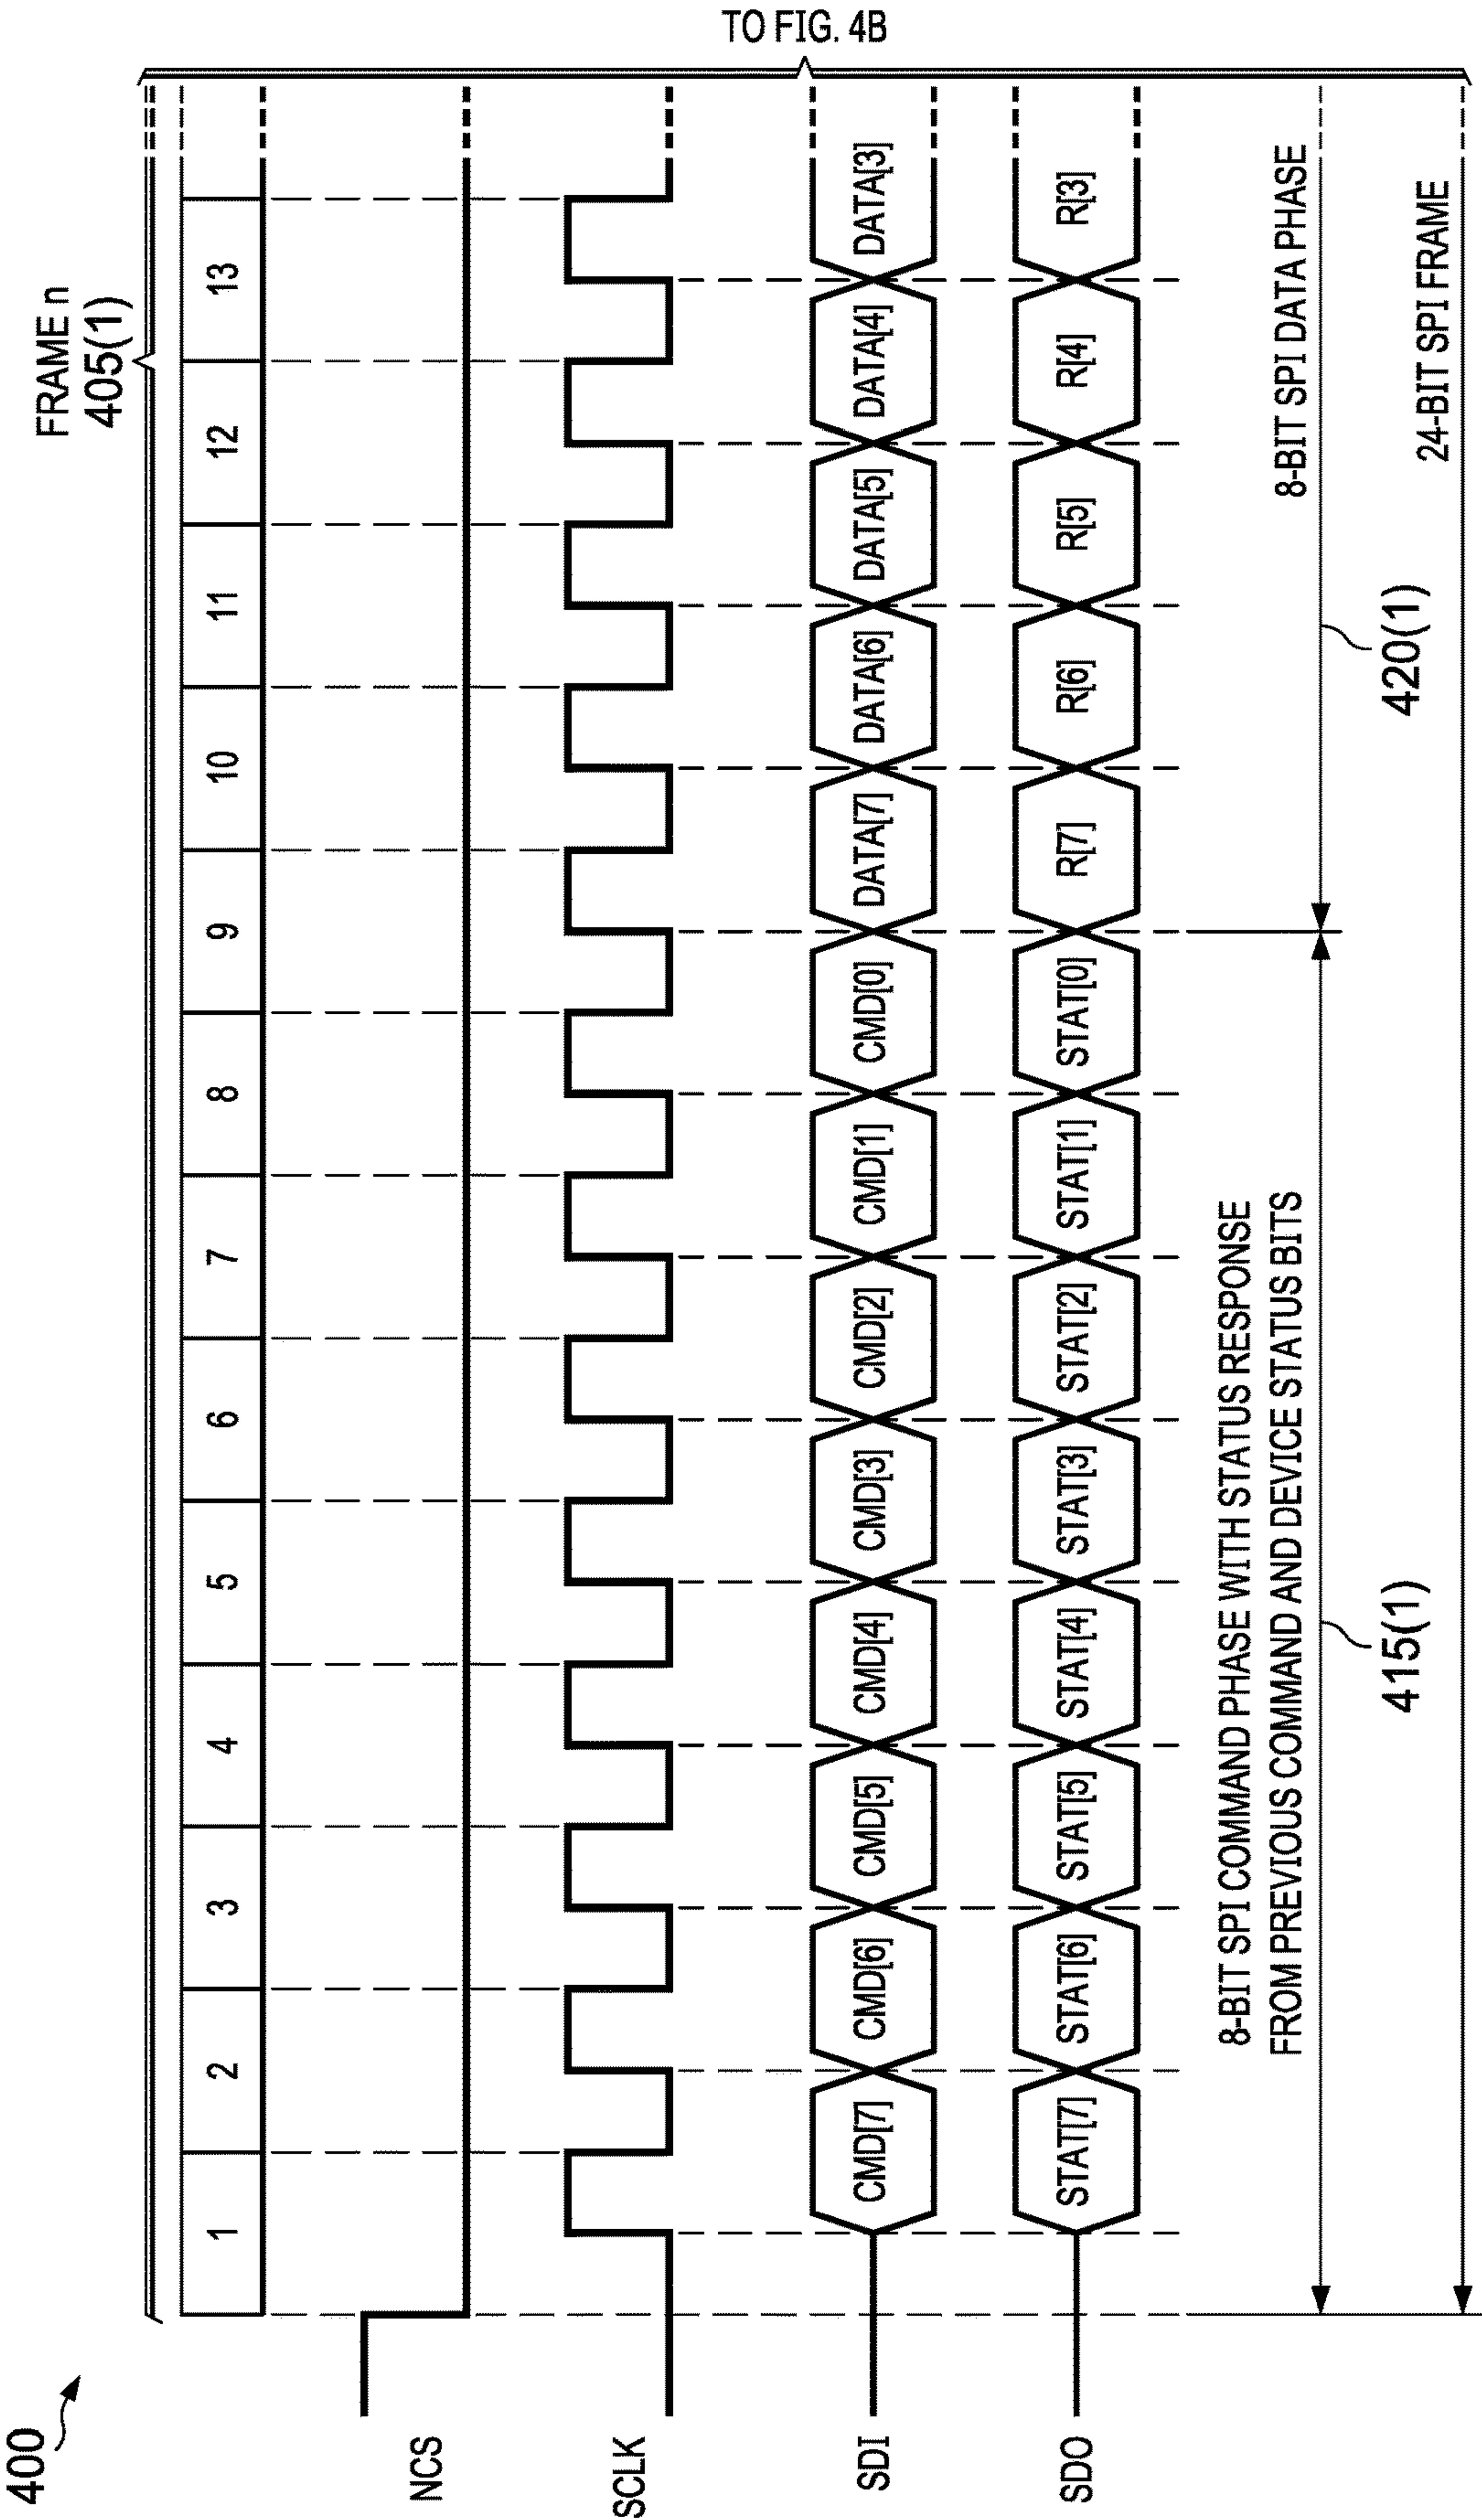 400
FRAME n
405(1)
1 2 3 4 5 6 7 8 9 10 11 12 13
NCS
SCLK
SDI CMD[7] CMD[6] CMD[5] CMD[4] CMD[3] CMD[2] CMD[1] CMD[0] DATA[7] DATA[6] DATA[5] DATA[4] DATA[3]
SDO STAT[7] STAT[6] STAT[5] STAT[4] STAT[3] STAT[2] STAT[1] STAT[0] R[7] R[6] R[5] R[4] R[3]
8-BIT SPI COMMAND PHASE WITH STATUS RESPONSE
FROM PREVIOUS COMMAND AND DEVICE STATUS BITS
8-BIT SPI DATA PHASE
415(1)
420(1)
24-BIT SPI FRAME
TO FIG. 4B